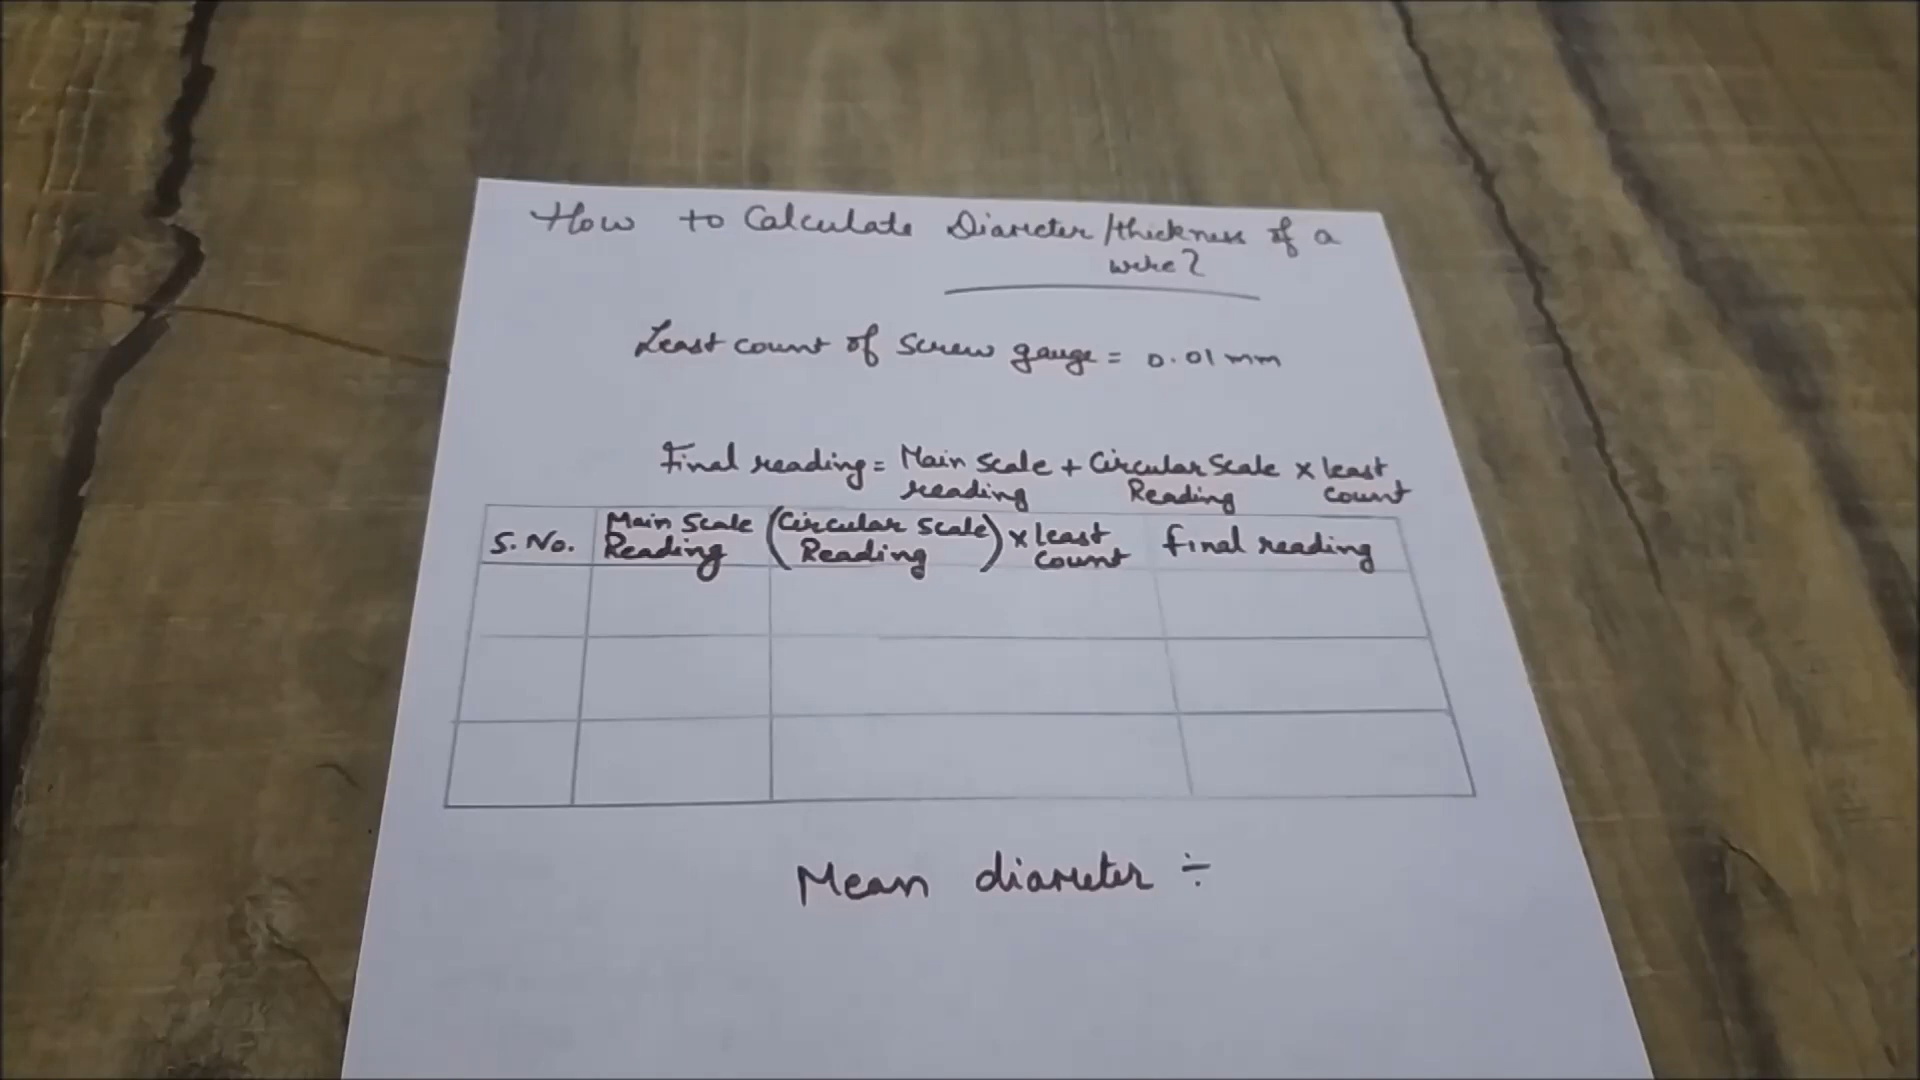 How to Calculate Diameter/thickness of a
wire?
Least count of Screw gauge = 0.01 mm
Final reading = Main Scale + Circular Scale x least
reading Reading count
S. No. Main Scale (Circular Scale) x least final reading
Reading Reading count
Mean diameter ÷